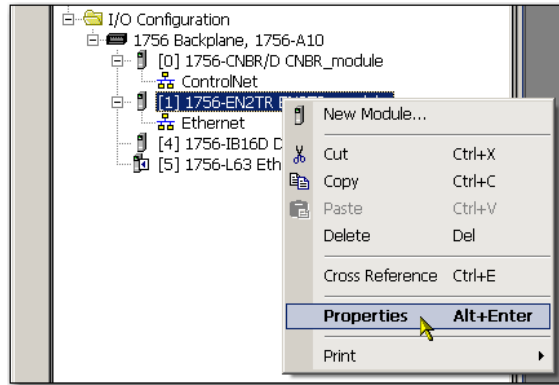 I/O Configuration
1756 Backplane, 1756-A10
[0] 1756-CNBR/D CNBR_module
ControlNet
[1] 1756-EN2TR
Ethernet
[4] 1756-IB16D D
[5] 1756-L63 Eth
New Module...
Cut Ctrl+X
Copy Ctrl+C
Paste Ctrl+V
Delete Del
Cross Reference Ctrl+E
Properties Alt+Enter
Print